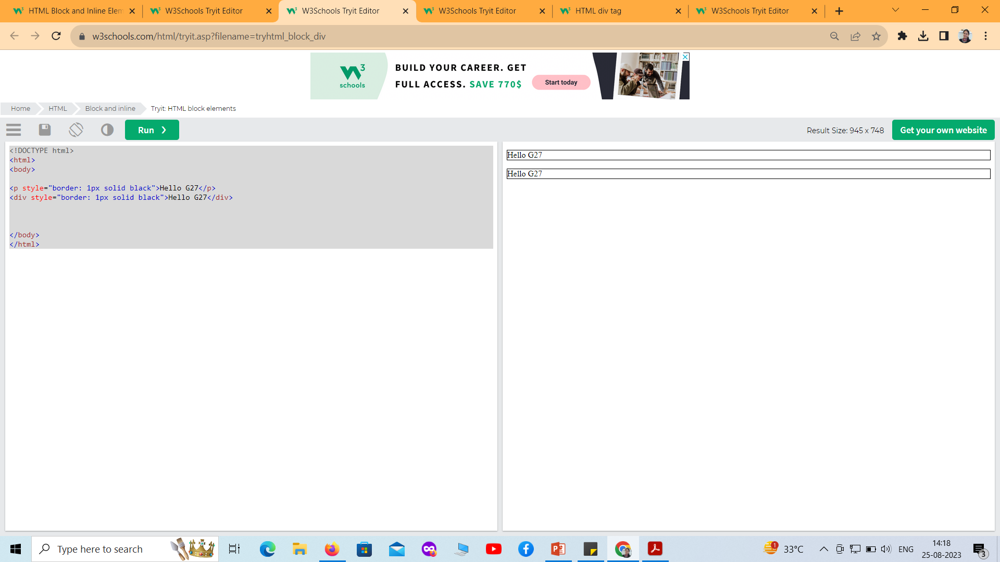 HTML Block and Inline Elem
W3Schools Tryit Editor
W3Schools Tryit Editor
W3Schools Tryit Editor
HTML div tag
W3Schools Tryit Editor
w3schools.com/html/tryit.asp?filename=tryhtml_block_div
W3 schools
BUILD YOUR CAREER. GET
FULL ACCESS. SAVE 770$
Start today
Home
HTML
Block and inline
Tryit: HTML block elements
Run ❯
Result Size: 945 x 748
Get your own website
<!DOCTYPE html>
<html>
<body>
<p style="border: 1px solid black">Hello G27</p>
<div style="border: 1px solid black">Hello G27</div>
</body>
</html>
Hello G27
Hello G27
Type here to search
1
33°C
ENG
14:18
25-08-2023
3